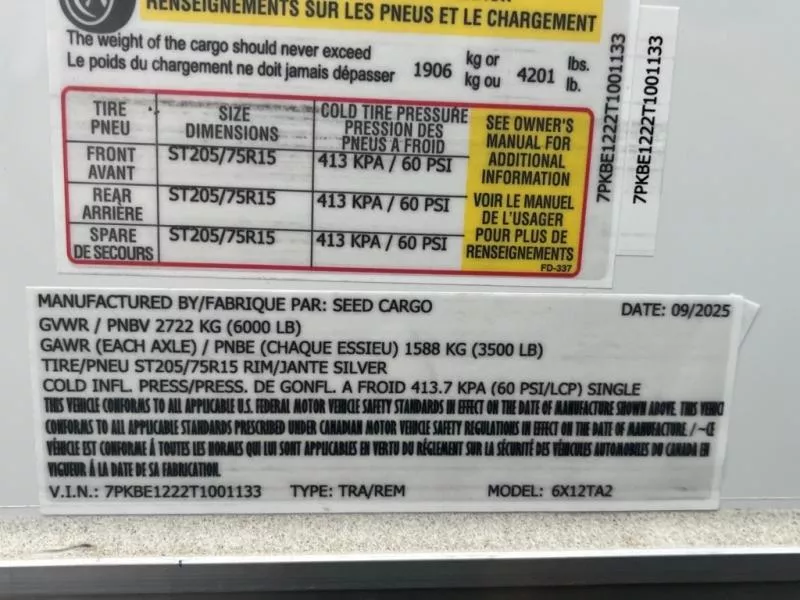 RENSEIGNEMENTS SUR LES PNEUS ET LE CHARGEMENT
The weight of the cargo should never exceed
Le poids du chargement ne doit jamais dépasser
1906 kg or 4201 lbs.
kg ou lb.
TIRE SIZE COLD TIRE PRESSURE
PNEU DIMENSIONS PRESSION DES
PNEUS A FROID
FRONT ST205/75R15 413 KPA / 60 PSI
AVANT
REAR ST205/75R15 413 KPA / 60 PSI
ARRIÈRE
SPARE ST205/75R15 413 KPA / 60 PSI
DE SECOURS
SEE OWNER'S
MANUAL FOR
ADDITIONAL
INFORMATION
VOIR LE MANUEL
DE L'USAGER
POUR PLUS DE
RENSEIGNEMENTS
FD-337
7PKBE1222T1001133
7PKBE1222T1001133
MANUFACTURED BY/FABRIQUE PAR: SEED CARGO DATE: 09/2025
GVWR / PNBV 2722 KG (6000 LB)
GAWR (EACH AXLE) / PNBE (CHAQUE ESSIEU) 1588 KG (3500 LB)
TIRE/PNEU ST205/75R15 RIM/JANTE SILVER
COLD INFL. PRESS/PRESS. DE GONFL. A FROID 413.7 KPA (60 PSI/LCP) SINGLE
THIS VEHICLE CONFORMS TO ALL APPLICABLE U.S. FEDERAL MOTOR VEHICLE SAFETY STANDARDS IN EFFECT ON THE DATE OF MANUFACTURE SHOWN ABOVE. THIS VEHICLE
CONFORMS TO ALL APPLICABLE STANDARDS PRESCRIBED UNDER CANADIAN MOTOR VEHICLE SAFETY REGULATIONS IN EFFECT ON THE DATE OF MANUFACTURE. / ~CE
VÉHICLE EST CONFORME À TOUTES LES NORMES QUI LUI SONT APPLICABLES EN VERTU DU RÉGLEMENT SUR LA SÉCURITÉ DES VÉHICULES AUTOMOBILES DU CANADA EN
VIGUEUR À LA DATE DE SA FABRICATION.
V.I.N.: 7PKBE1222T1001133 TYPE: TRA/REM MODEL: 6X12TA2